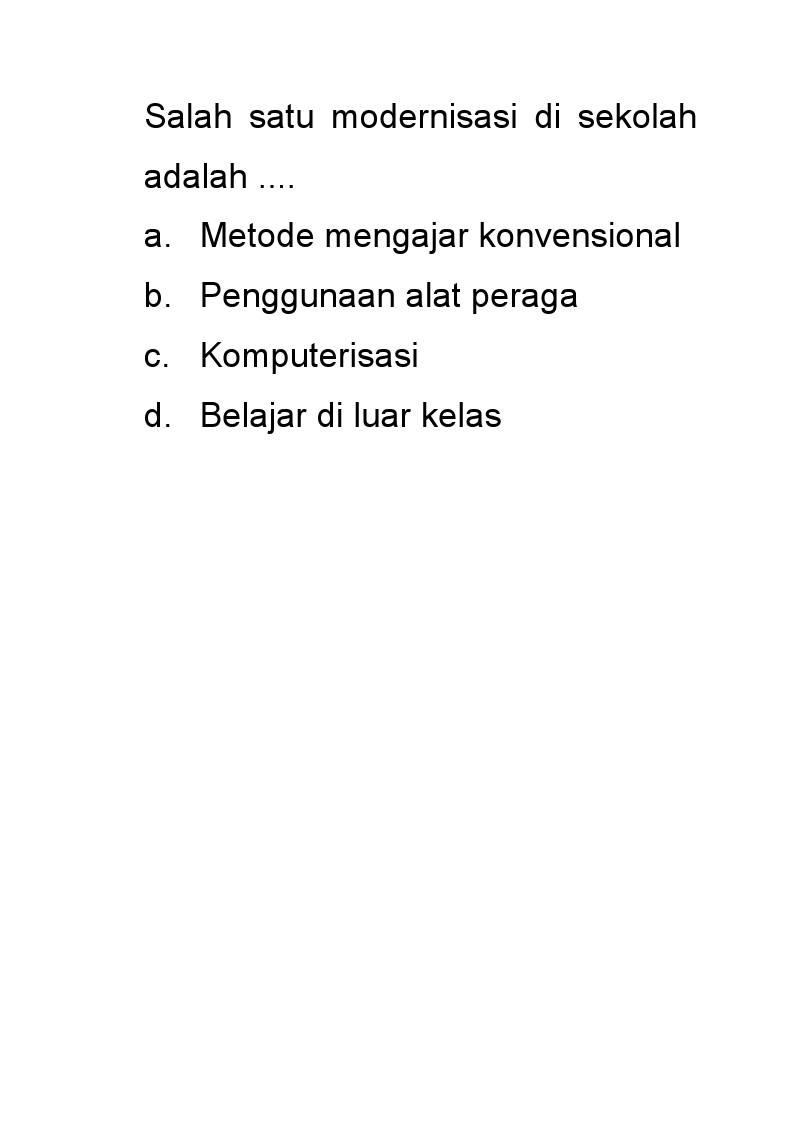 Salah satu modernisasi di sekolah
adalah ....
a. Metode mengajar konvensional
b. Penggunaan alat peraga
c. Komputerisasi
d. Belajar di luar kelas